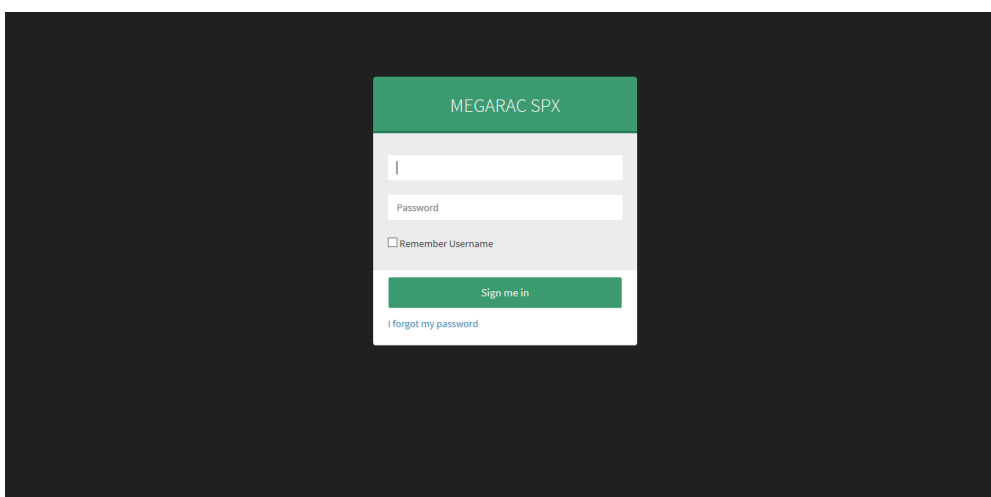 MEGARAC SPX
Password
Remember Username
Sign me in
I forgot my password